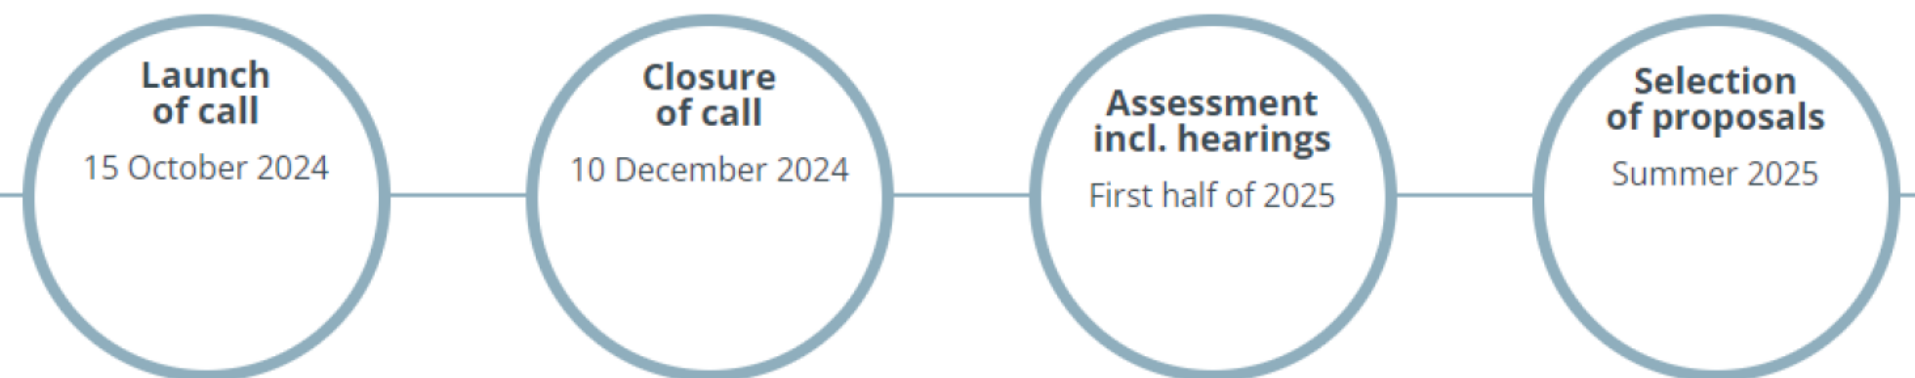 Launch
of call
15 October 2024
Closure
of call
10 December 2024
Assessment
incl. hearings
First half of 2025
Selection
of proposals
Summer 2025